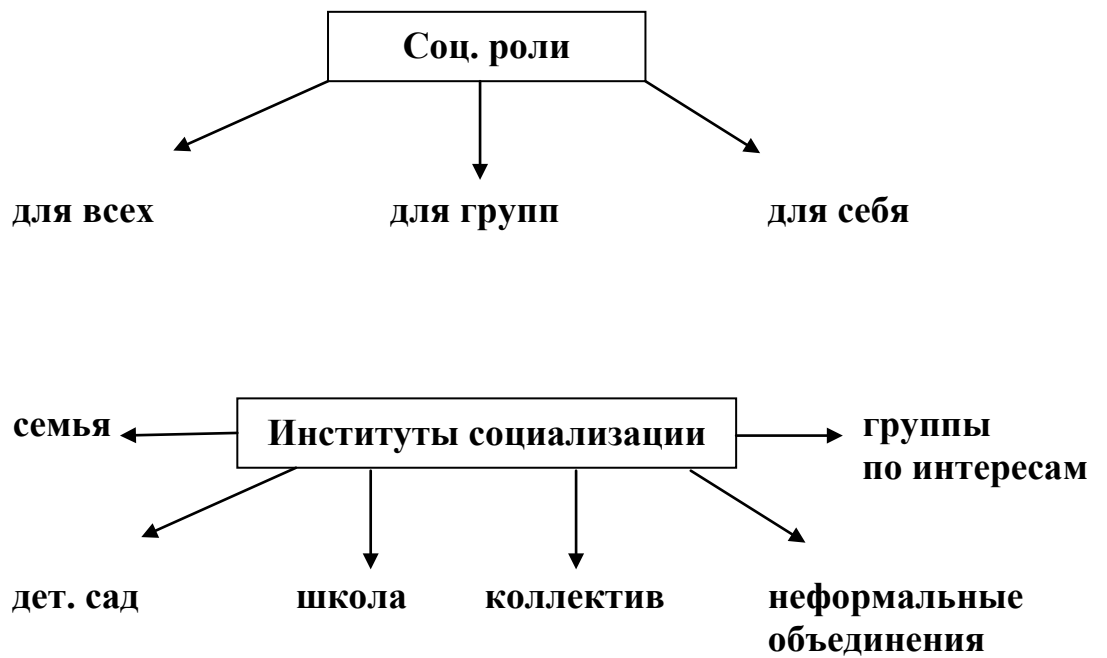 Соц. роли
для всех
для групп
для себя
семья
Институты социализации
группы
по интересам
дет. сад
школа
коллектив
неформальные
объединения